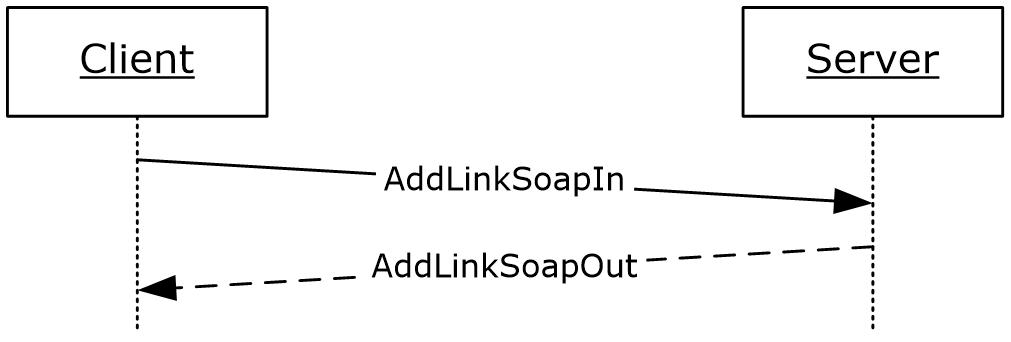 Client
Server
AddLinkSoapIn
AddLinkSoapOut